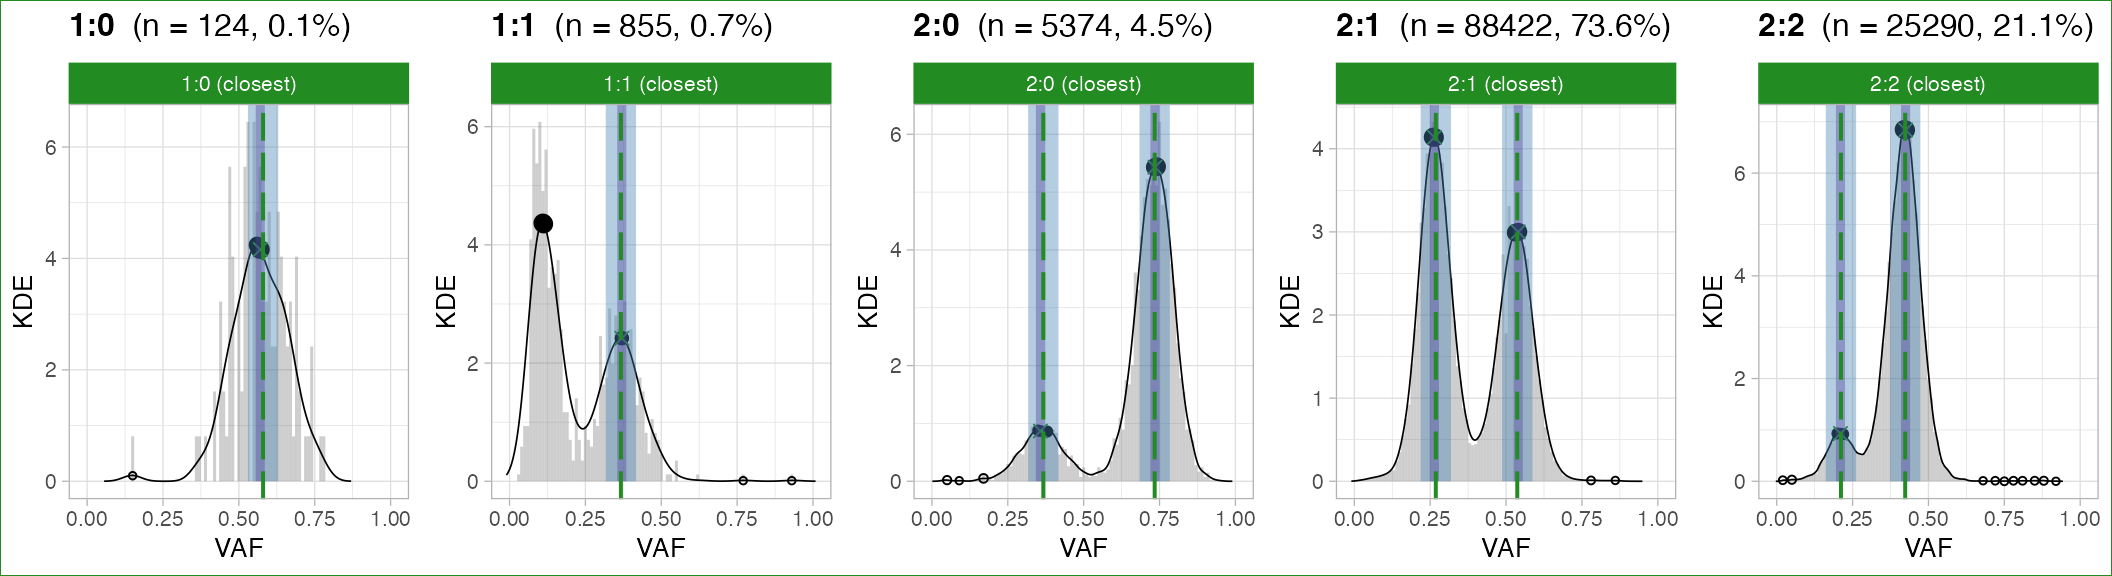 1:0 (n = 124, 0.1%)
1:0 (closest)
KDE
6
4
2
0
0.00 0.25 0.50 0.75 1.00
VAF
1:1 (n = 855, 0.7%)
1:1 (closest)
KDE
6
4
2
0
0.00 0.25 0.50 0.75 1.00
VAF
2:0 (n = 5374, 4.5%)
2:0 (closest)
KDE
6
4
2
0
0.00 0.25 0.50 0.75 1.00
VAF
2:1 (n = 88422, 73.6%)
2:1 (closest)
KDE
4
3
2
1
0
0.00 0.25 0.50 0.75 1.00
VAF
2:2 (n = 25290, 21.1%)
2:2 (closest)
KDE
6
4
2
0
0.00 0.25 0.50 0.75 1.00
VAF